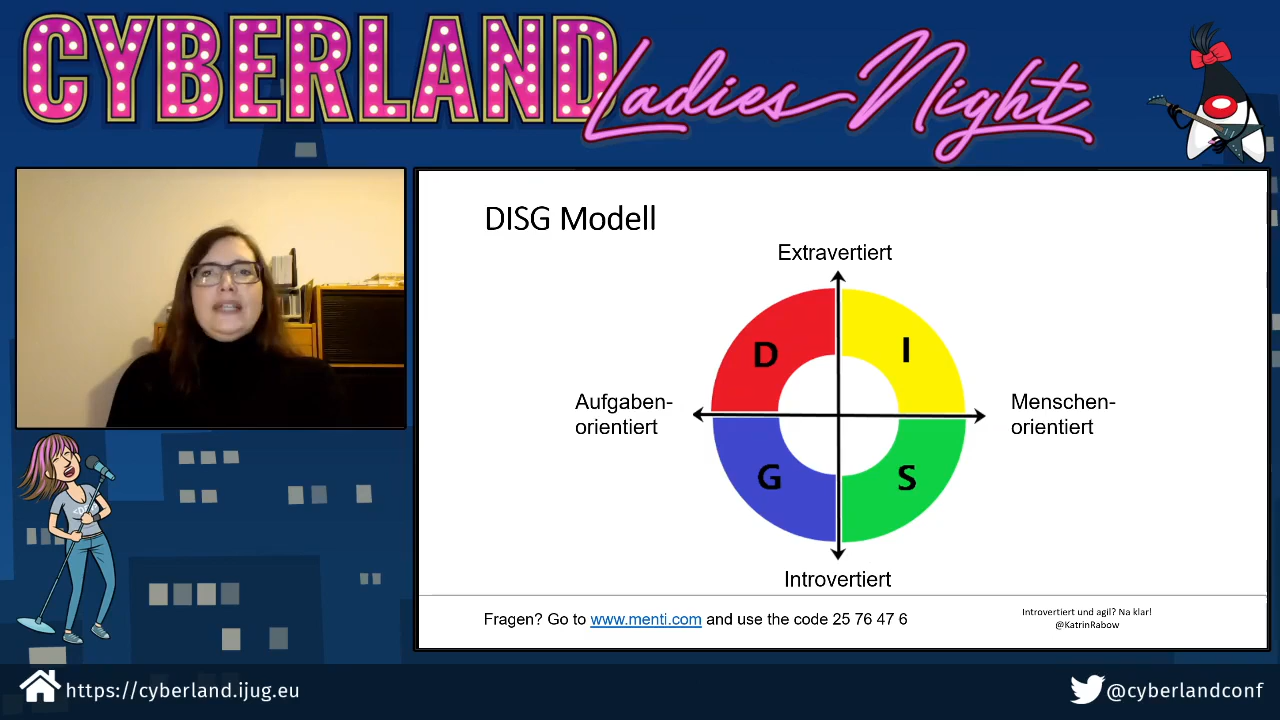 CYBERLAND
Ladies Night
DISG Modell
Extravertiert
D
I
Aufgaben-
orientiert
Menschen-
orientiert
G
S
Introvertiert
Fragen? Go to www.menti.com and use the code 25 76 47 6
Introvertiert und agil? Na klar!
@KatrinRabow
https://cyberland.ijug.eu
@cyberlandconf